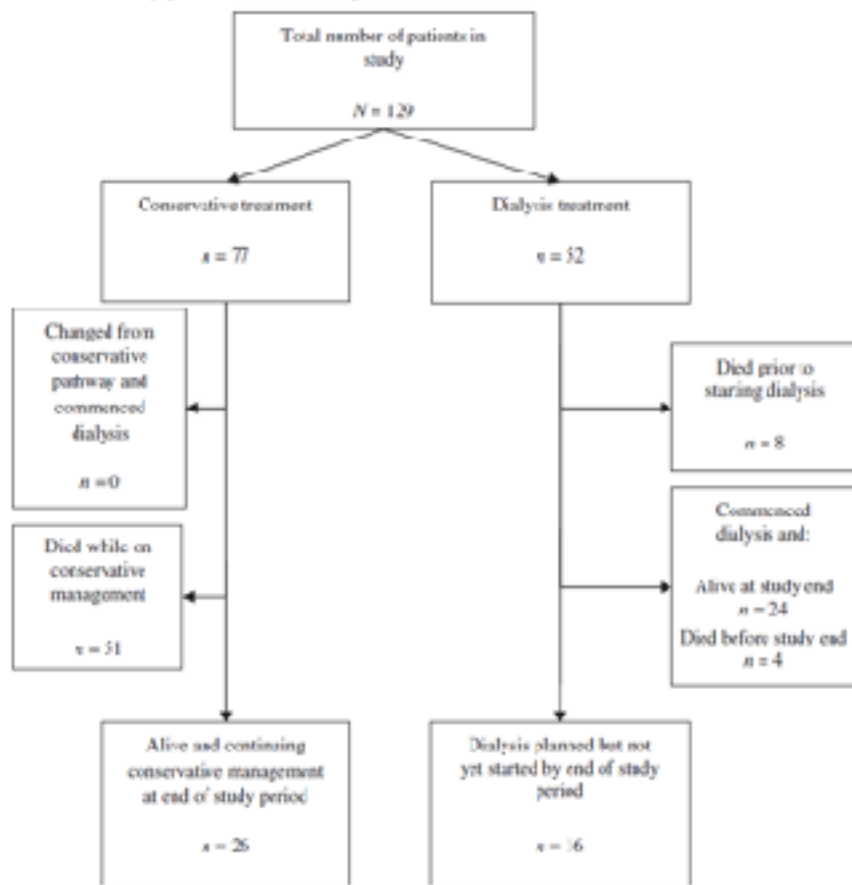 Total number of patients in
study
N = 129
Conservative treatment
n = 77
Dialysis treatment
n = 52
Changed from
conservative
pathway and
commenced
dialysis
n = 0
Died prior to
starting dialysis
n = 8
Died while on
conservative
management
n = 51
Commenced
dialysis and:
Alive at study end
n = 24
Died before study end
n = 4
Alive and continuing
conservative management
at end of study period
n = 26
Dialysis planned but not
yet started by end of study
period
n = 16